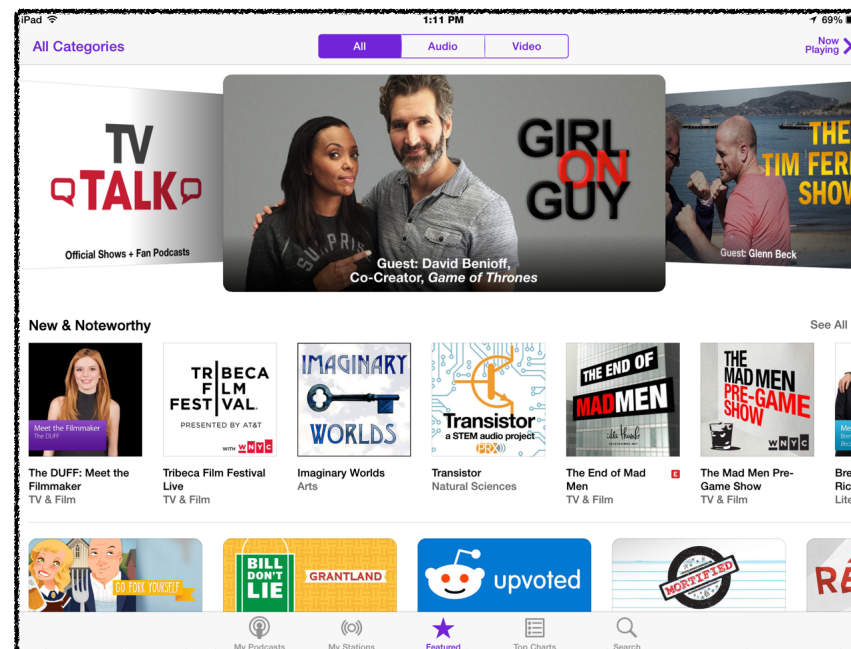 iPad
1:11 PM
69%
All Categories
All
Audio
Video
Now
Playing
TV
TALK
Official Shows + Fan Podcasts
GIRL
ON
GUY
Guest: David Benioff,
Co-Creator, Game of Thrones
THE
TIM FER
SHOW
Guest: Glenn Beck
New & Noteworthy
See All
Meet the Filmmaker
The DUFF
TRIBECA
FILM
FESTIVAL
PRESENTED BY AT&T
WITH WNYC
IMAGINARY
WORLDS
Transistor
a STEM audio project
PRX
THE END OF
MAD MEN
THE
MAD MEN
PRE-GAME
SHOW
WNYC
The DUFF: Meet the
Filmmaker
TV & Film
Tribeca Film Festival
Live
TV & Film
Imaginary Worlds
Arts
Transistor
Natural Sciences
The End of Mad
Men
E
TV & Film
The Mad Men Pre-
Game Show
TV & Film
Bre
Ric
Lite
GO FORK YOURSELF
BILL
DON'T
LIE
GRANTLAND
upvoted
MORTIFIED
My Podcasts
My Stations
Featured
Top Charts
Search